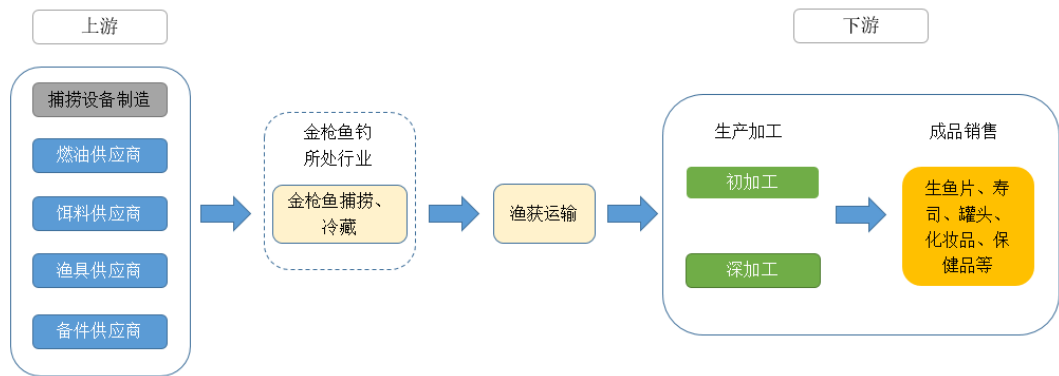 上游
下游
捕捞设备制造
燃油供应商
饵料供应商
渔具供应商
备件供应商
金枪鱼钓
所处行业
金枪鱼捕捞、
冷藏
渔获运输
生产加工
初加工
深加工
成品销售
生鱼片、寿
司、罐头、
化妆品、保
健品等